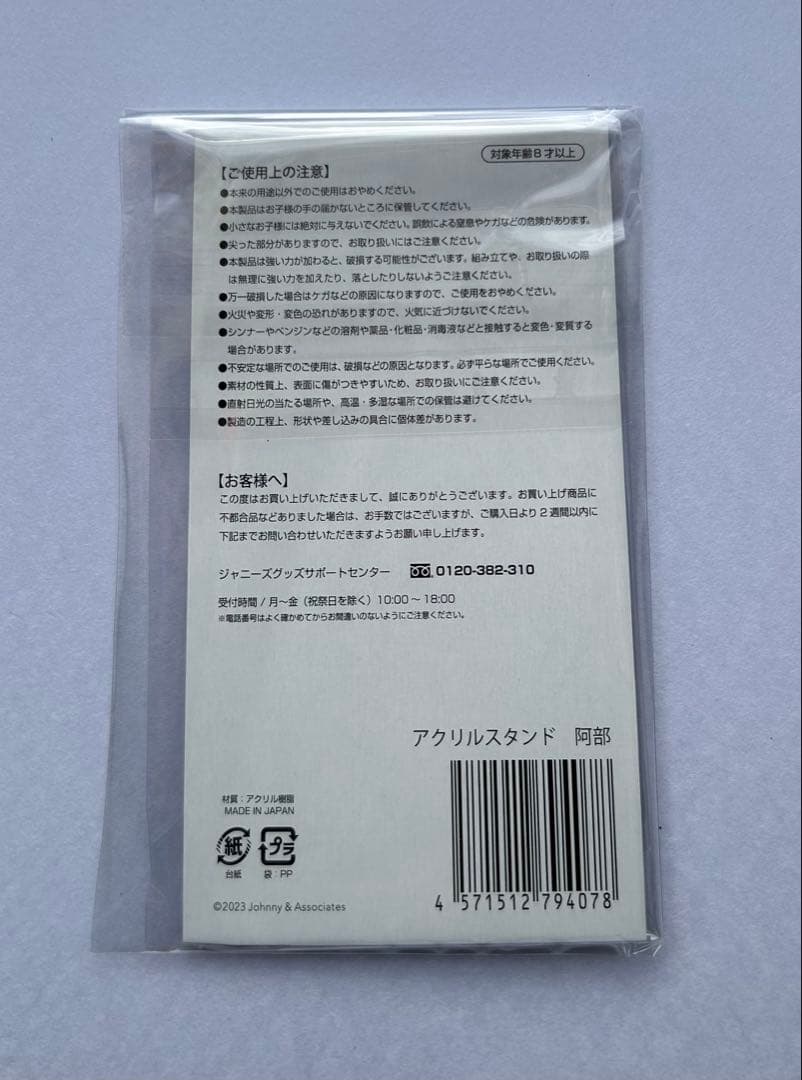 対象年齢8才以上
【ご使用上の注意】
●本来の用途以外でのご使用はおやめください。
●本製品はお子様の手の届かないところに保管してください。
●小さなお子様には絶対に与えないでください。誤飲による窒息やケガなどの危険があります。
●尖った部分がありますので、お取り扱いにはご注意ください。
●本製品は強い力が加わると、破損する可能性がございます。組み立てや、お取り扱いの際
は無理に強い力を加えたり、落としたりしないようご注意ください。
●万一破損した場合はケガなどの原因になりますので、ご使用をおやめください。
●火災や変形・変色の恐れがありますので、火気に近づけないでください。
●シンナーやベンジンなどの溶剤や薬品・化粧品・消毒液などと接触すると変色・変質する
場合があります。
●不安定な場所でのご使用は、破損などの原因となります。必ず平らな場所でご使用ください。
●素材の性質上、表面に傷がつきやすいため、お取り扱いにご注意ください。
●直射日光の当たる場所や、高温・多湿な場所での保管は避けてください。
●製造の工程上、形状や差し込みの具合に個体差があります。
【お客様へ】
この度はお買い上げいただきまして、誠にありがとうございます。お買い上げ商品に
不都合品などありました場合は、お手数ではございますが、ご購入日より2週間以内に
下記までお問い合わせいただきますようお願い申し上げます。
ジャニーズグッズサポートセンター 0120-382-310
受付時間 / 月〜金（祝祭日を除く）10:00 〜 18:00
※電話番号はよく確かめてからお間違いのないようにご注意ください。
アクリルスタンド 阿部
材質：アクリル樹脂
MADE IN JAPAN
紙 プラ
台紙 袋：PP
©2023 Johnny & Associates
4 571512 794078